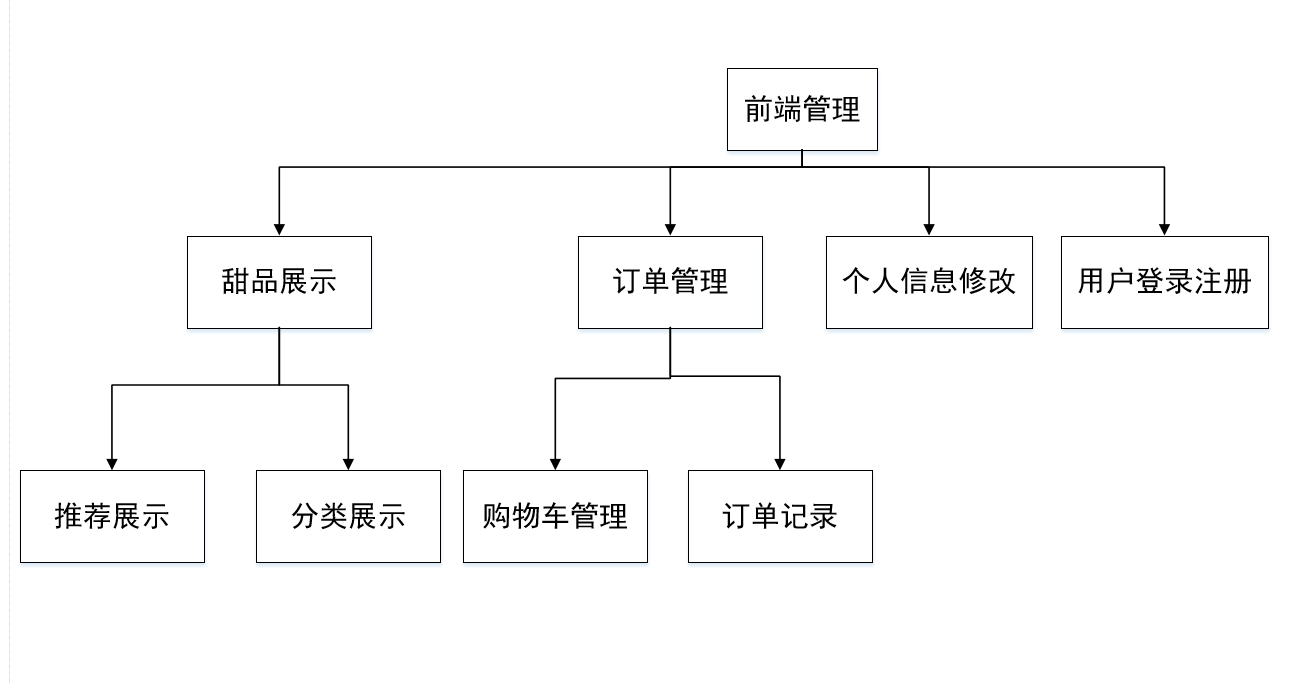 前端管理
甜品展示
订单管理
个人信息修改
用户登录注册
推荐展示
分类展示
购物车管理
订单记录